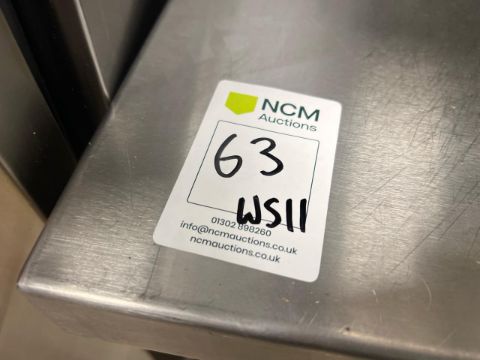 NCM
Auctions
63
WS11
01302 898260
info@ncmauctions.co.uk
ncmauctions.co.uk